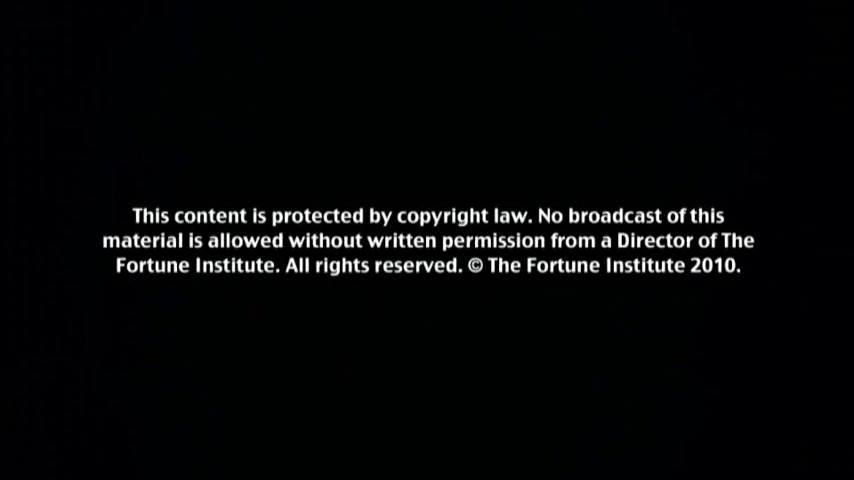 This content is protected by copyright law. No broadcast of this
material is allowed without written permission from a Director of The
Fortune Institute. All rights reserved. © The Fortune Institute 2010.